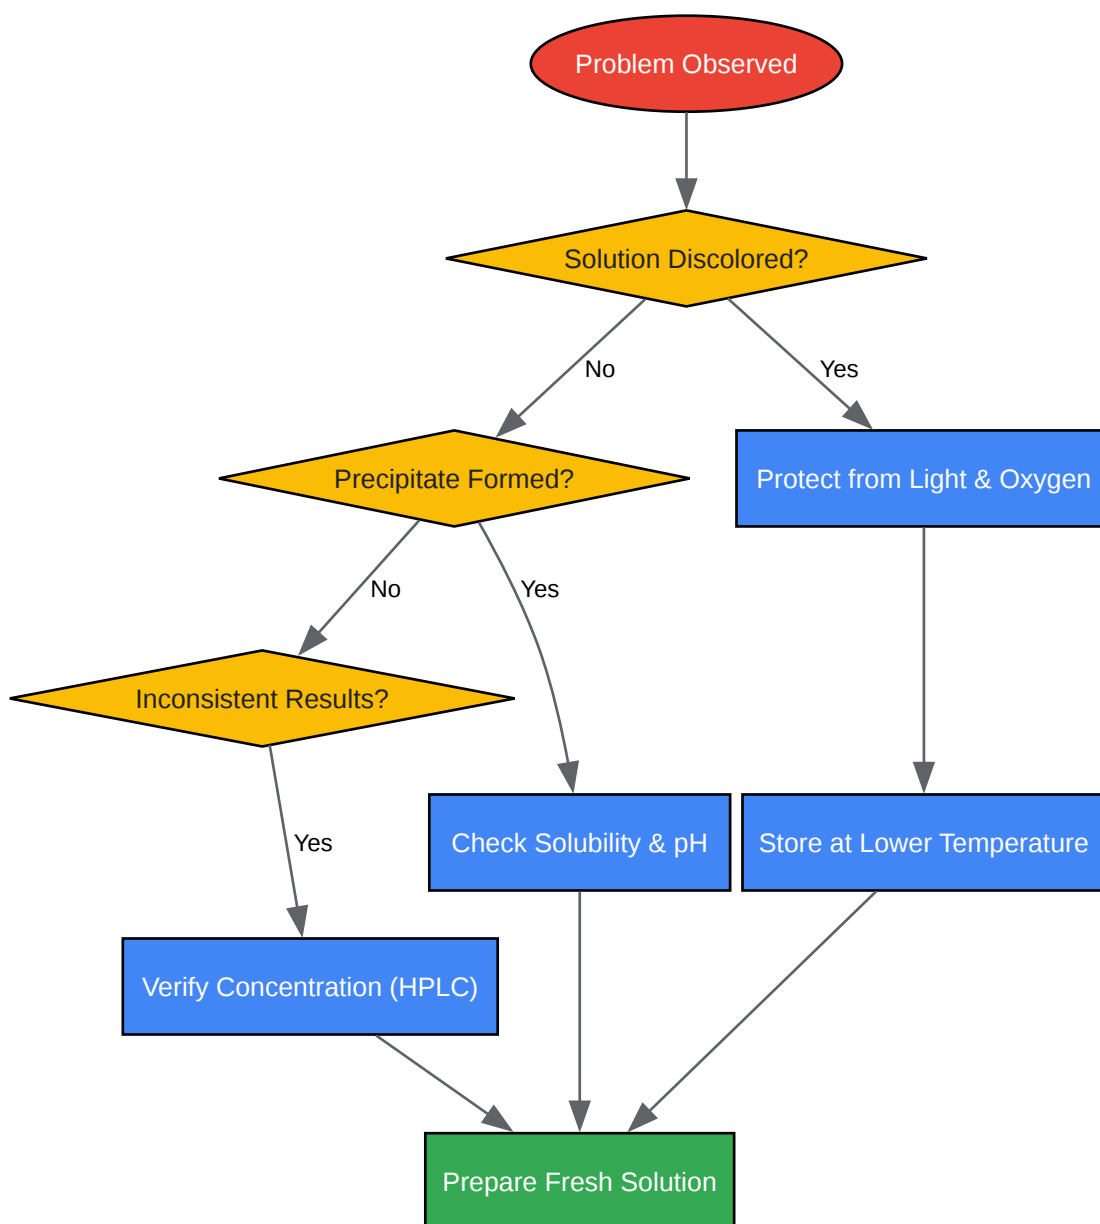 Problem Observed
Solution Discolored?
No
Yes
Precipitate Formed?
Protect from Light & Oxygen
No
Yes
Inconsistent Results?
Yes
Check Solubility & pH
Store at Lower Temperature
Verify Concentration (HPLC)
Prepare Fresh Solution